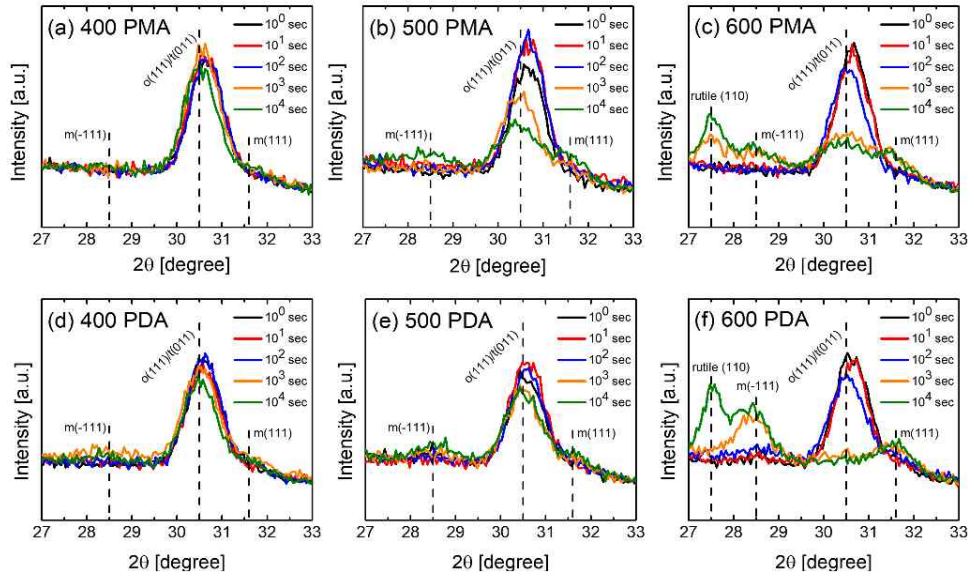 (a) 400 PMA
10⁰ sec
10¹ sec
10² sec
10³ sec
10⁴ sec
o(111)/t(011)
m(-111)
m(111)
Intensity [a.u.]
27 28 29 30 31 32 33
2θ [degree]
(b) 500 PMA
10⁰ sec
10¹ sec
10² sec
10³ sec
10⁴ sec
o(111)/t(011)
m(-111)
m(111)
Intensity [a.u.]
27 28 29 30 31 32 33
2θ [degree]
(c) 600 PMA
10⁰ sec
10¹ sec
10² sec
10³ sec
10⁴ sec
o(111)/t(011)
rutile (110)
m(-111)
m(111)
Intensity [a.u.]
27 28 29 30 31 32 33
2θ [degree]
(d) 400 PDA
10⁰ sec
10¹ sec
10² sec
10³ sec
10⁴ sec
o(111)/t(011)
m(-111)
m(111)
Intensity [a.u.]
27 28 29 30 31 32 33
2θ [degree]
(e) 500 PDA
10⁰ sec
10¹ sec
10² sec
10³ sec
10⁴ sec
o(111)/t(011)
m(-111)
m(111)
Intensity [a.u.]
27 28 29 30 31 32 33
2θ [degree]
(f) 600 PDA
10⁰ sec
10¹ sec
10² sec
10³ sec
10⁴ sec
o(111)/t(011)
rutile (110)
m(-111)
m(111)
Intensity [a.u.]
27 28 29 30 31 32 33
2θ [degree]